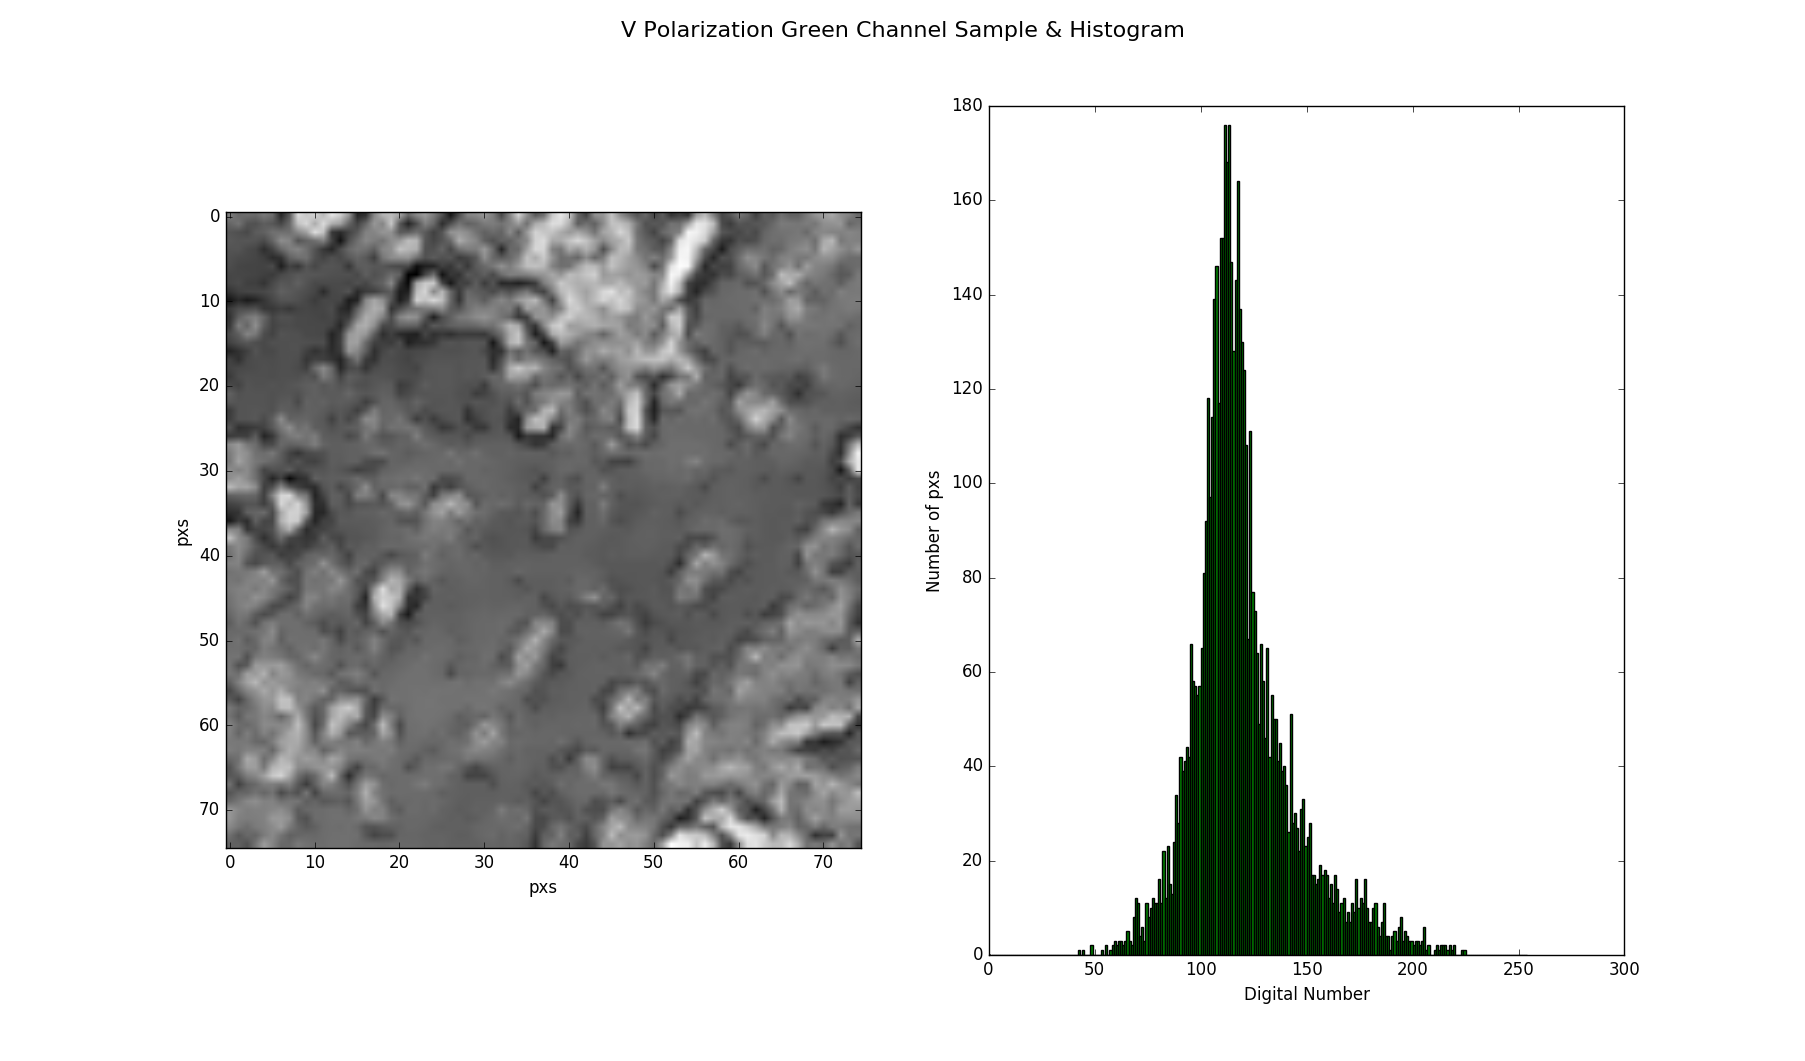 V Polarization Green Channel Sample & Histogram
0
10
20
30
40
50
60
70
pxs
0 10 20 30 40 50 60 70
pxs
180
160
140
120
100
80
60
40
20
0
Number of pxs
0 50 100 150 200 250 300
Digital Number